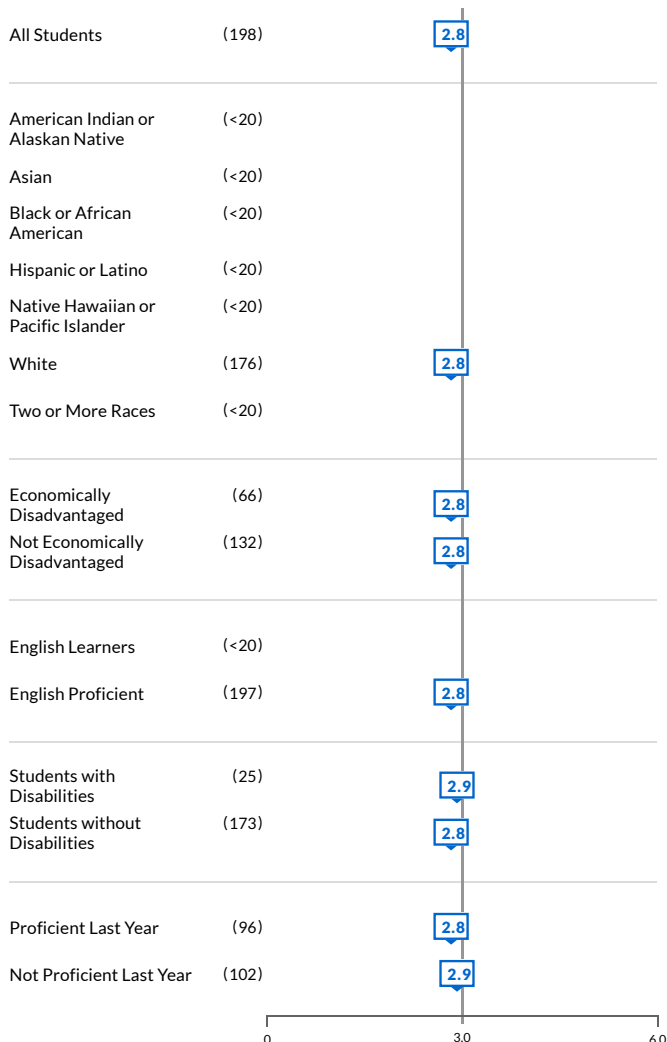 All Students (198) 2.8
American Indian or (<20)
Alaskan Native
Asian (<20)
Black or African (<20)
American
Hispanic or Latino (<20)
Native Hawaiian or (<20)
Pacific Islander
White (176) 2.8
Two or More Races (<20)
Economically (66) 2.8
Disadvantaged
Not Economically (132) 2.8
Disadvantaged
English Learners (<20)
English Proficient (197) 2.8
Students with (25) 2.9
Disabilities
Students without (173) 2.8
Disabilities
Proficient Last Year (96) 2.8
Not Proficient Last Year (102) 2.9
0 3.0 6.0